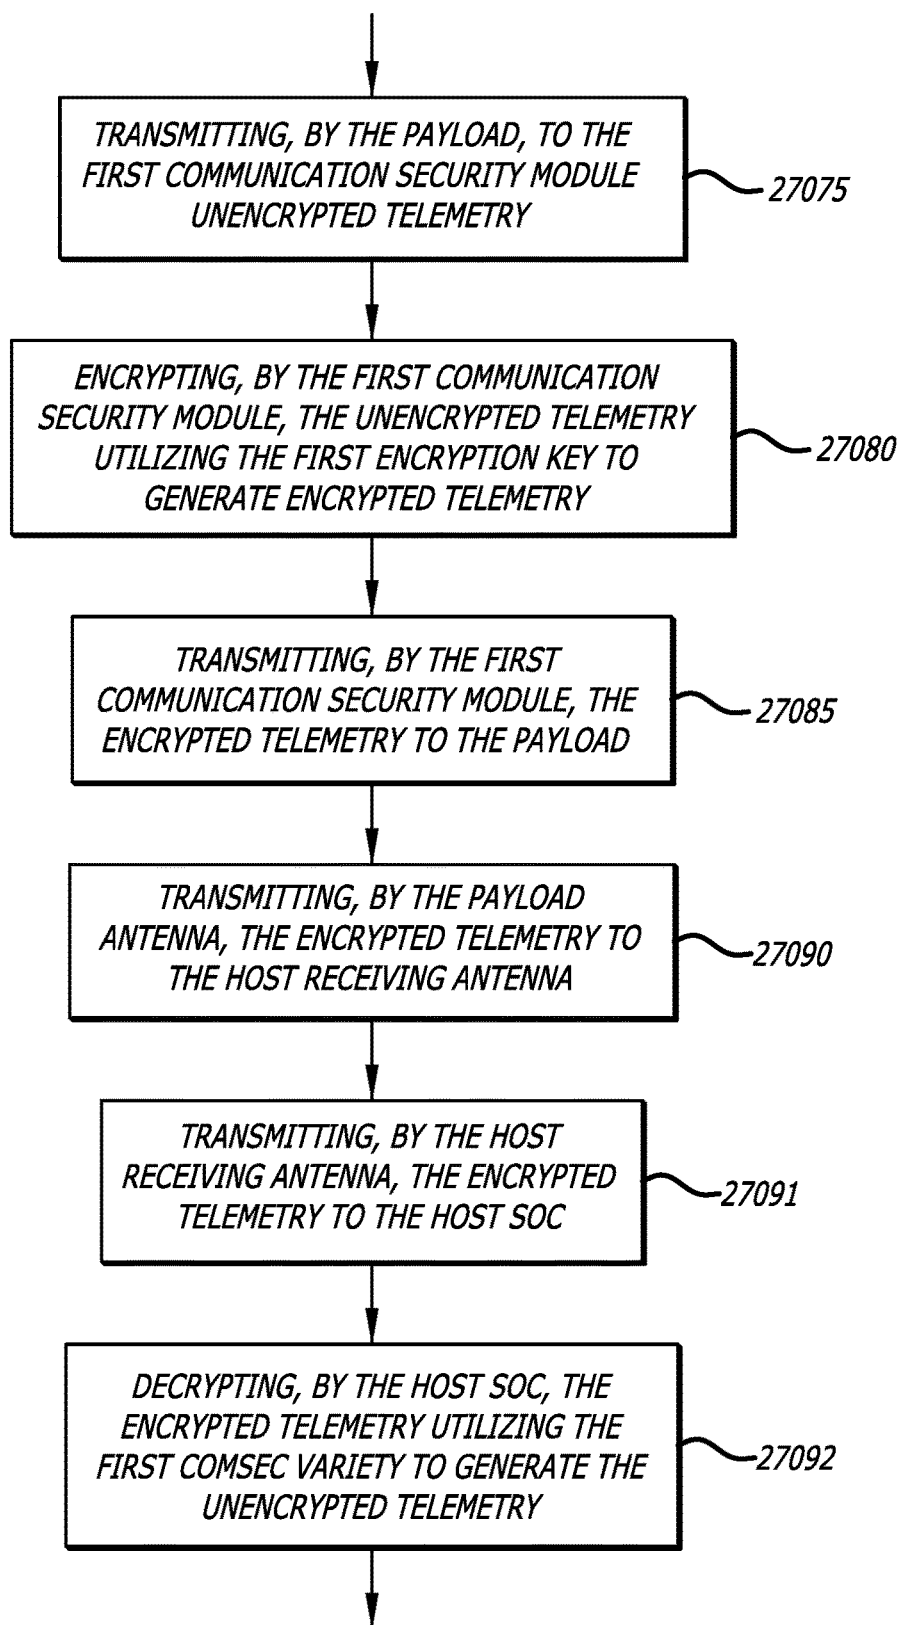 TRANSMITTING, BY THE PAYLOAD, TO THE
FIRST COMMUNICATION SECURITY MODULE
UNENCRYPTED TELEMETRY
27075
ENCRYPTING, BY THE FIRST COMMUNICATION
SECURITY MODULE, THE UNENCRYPTED TELEMETRY
UTILIZING THE FIRST ENCRYPTION KEY TO
GENERATE ENCRYPTED TELEMETRY
27080
TRANSMITTING, BY THE FIRST
COMMUNICATION SECURITY MODULE, THE
ENCRYPTED TELEMETRY TO THE PAYLOAD
27085
TRANSMITTING, BY THE PAYLOAD
ANTENNA, THE ENCRYPTED TELEMETRY TO
THE HOST RECEIVING ANTENNA
27090
TRANSMITTING, BY THE HOST
RECEIVING ANTENNA, THE ENCRYPTED
TELEMETRY TO THE HOST SOC
27091
DECRYPTING, BY THE HOST SOC, THE
ENCRYPTED TELEMETRY UTILIZING THE
FIRST COMSEC VARIETY TO GENERATE THE
UNENCRYPTED TELEMETRY
27092